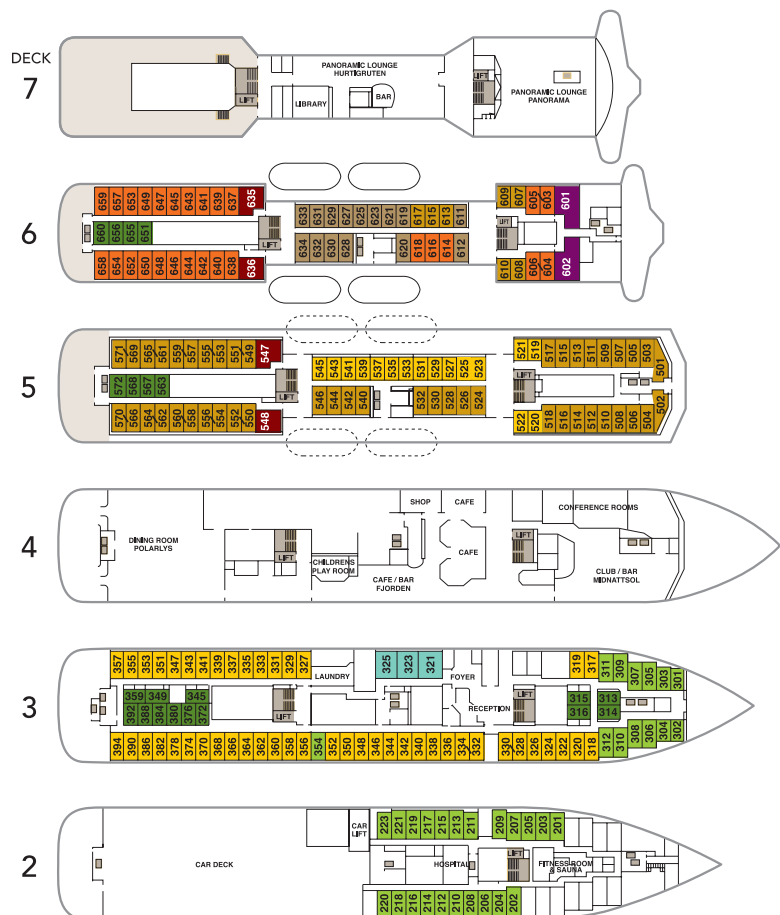 DECK
7
PANORAMIC LOUNGE
HURTIGRUTEN
LIFT
LIBRARY
BAR
LIFT
PANORAMIC LOUNGE
PANORAMA
6
659 657 653 649 647 645 643 641 639 637 635
633 631 629 627 625 623 621 619 617 615 613 611
609 607 605 603 601
660 656 655 651
LIFT
LIFT
634 632 630 628 620 618 616 614 612
658 654 652 650 648 646 644 642 640 638 636
610 608 606 604 602
5
571 569 565 561 559 557 555 553 551 549 547
545 543 541 539 537 535 533 531 529 527 525 523
521 519 517 515 513 511 509 507 505 503 501
572 568 567 563
LIFT
LIFT
546 544 542 540 532 530 528 526 524
570 566 564 562 560 558 556 554 552 550 548
522 520 518 516 514 512 510 508 506 504 502
4
SHOP
CAFE
CONFERENCE ROOMS
DINING ROOM
POLARLYS
LIFT
CHILDRENS
PLAY ROOM
CAFE / BAR
FJORDEN
CAFE
LIFT
CLUB / BAR
MIDNATTSOL
3
357 355 353 351 347 343 341 339 337 335 333 331 329 327
LAUNDRY
325 323 321
FOYER
319 317 311 309 307 305 303 301
359 349 345
392 388 384 380 376 372
LIFT
RECEPTION
LIFT
315 313
316 314
394 390 386 382 378 374 370 368 366 364 362 360 358 356 354 352 350 348 346 344 342 340 338 336 334 332 330 328 326 324 322 320 318 312 310 308 306 304 302
2
CAR DECK
CAR
LIFT
223 221 219 217 215 213 211 209 207 205 203 201
HOSPITAL
LIFT
FITNESS ROOM
& SAUNA
220 218 216 214 212 210 208 206 204 202